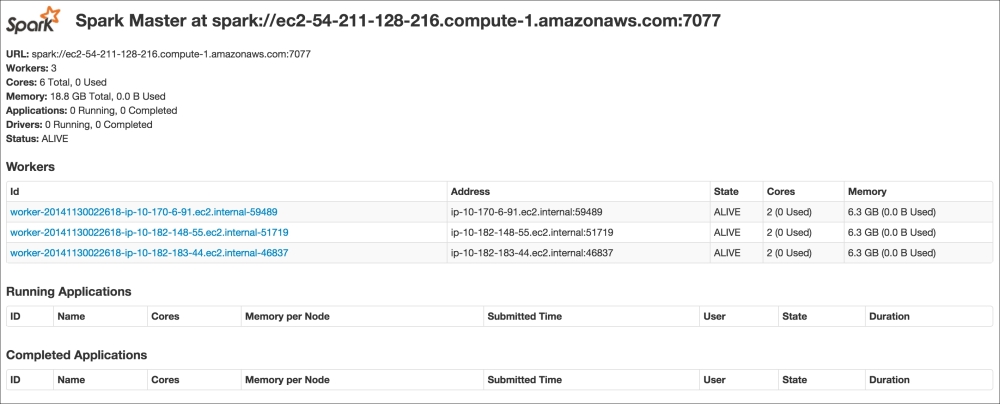 Spark Spark Master at spark://ec2-54-211-128-216.compute-1.amazonaws.com:7077
URL: spark://ec2-54-211-128-216.compute-1.amazonaws.com:7077
Workers: 3
Cores: 6 Total, 0 Used
Memory: 18.8 GB Total, 0.0 B Used
Applications: 0 Running, 0 Completed
Drivers: 0 Running, 0 Completed
Status: ALIVE
Workers
Id Address State Cores Memory
worker-20141130022618-ip-10-170-6-91.ec2.internal-59489 ip-10-170-6-91.ec2.internal:59489 ALIVE 2 (0 Used) 6.3 GB (0.0 B Used)
worker-20141130022618-ip-10-182-148-55.ec2.internal-51719 ip-10-182-148-55.ec2.internal:51719 ALIVE 2 (0 Used) 6.3 GB (0.0 B Used)
worker-20141130022618-ip-10-182-183-44.ec2.internal-46837 ip-10-182-183-44.ec2.internal:46837 ALIVE 2 (0 Used) 6.3 GB (0.0 B Used)
Running Applications
ID Name Cores Memory per Node Submitted Time User State Duration
Completed Applications
ID Name Cores Memory per Node Submitted Time User State Duration